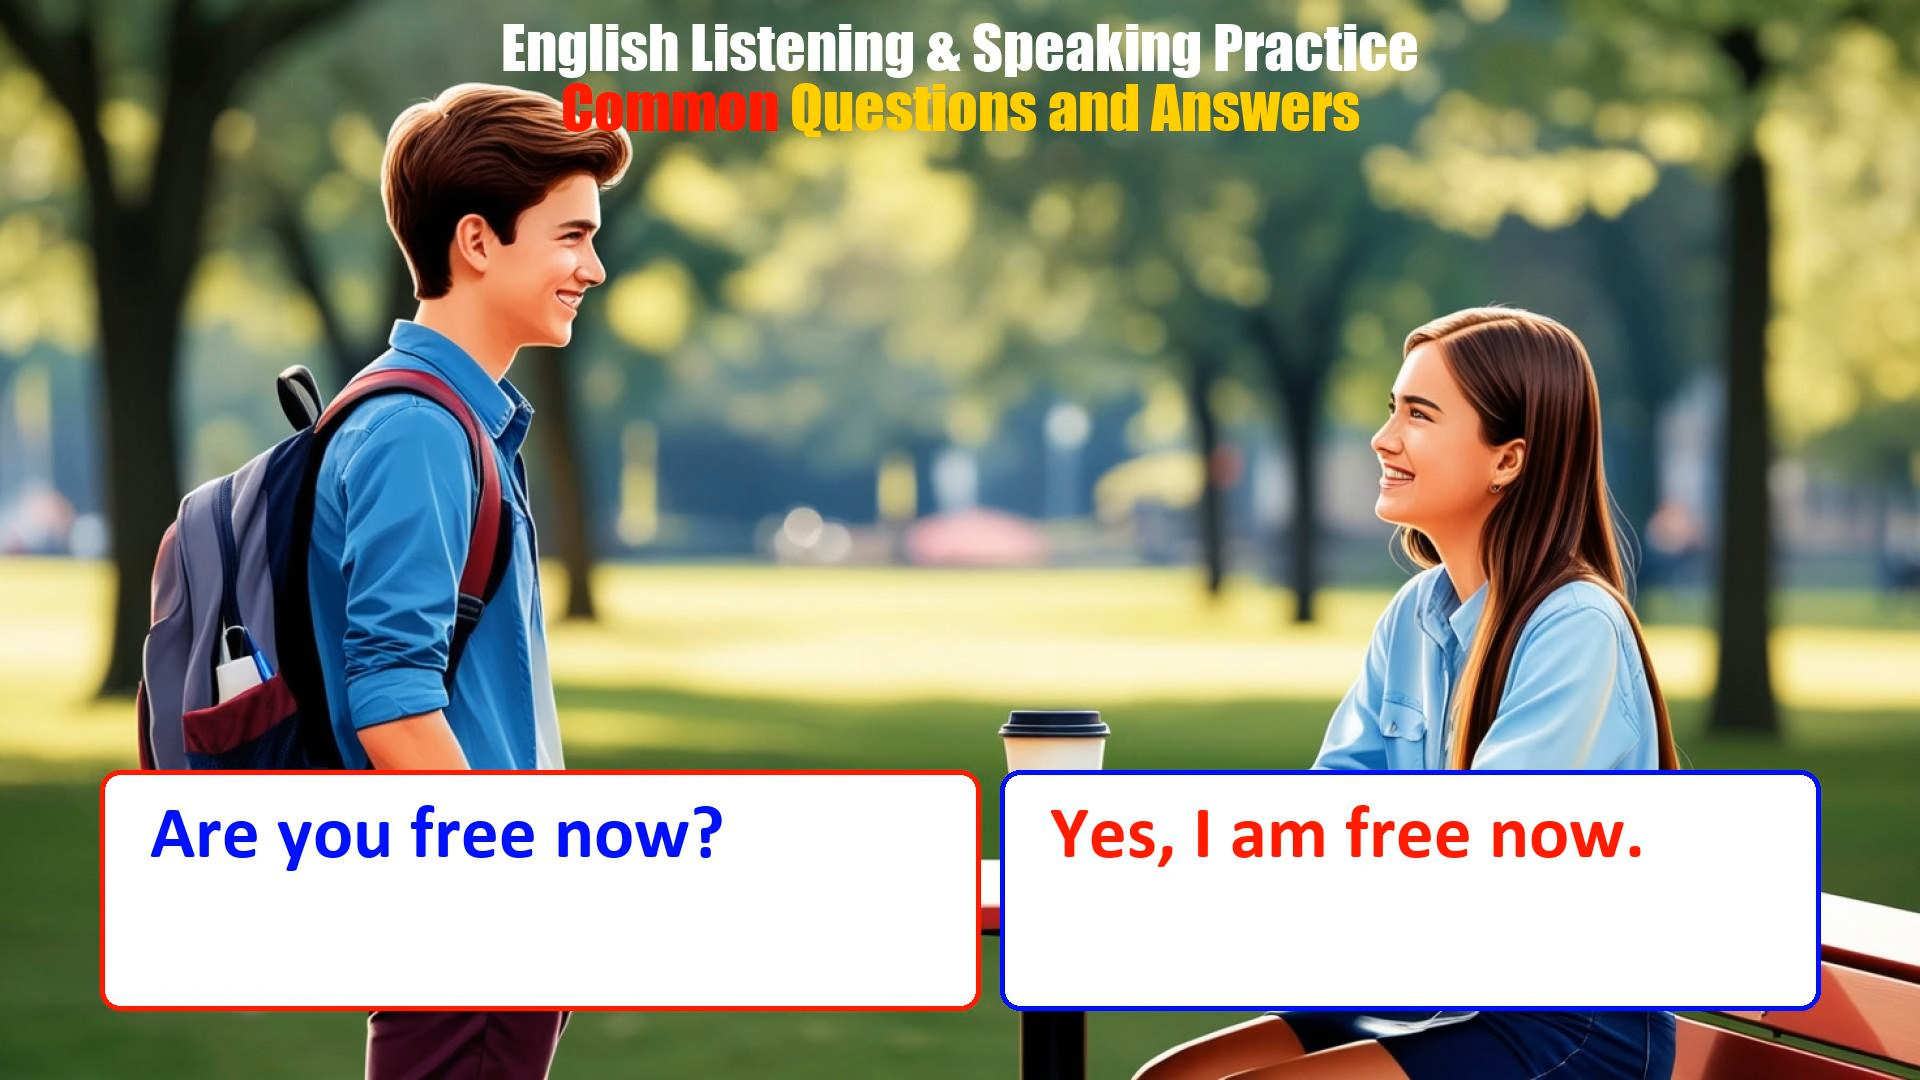 English Listening & Speaking Practice
Common Questions and Answers
Are you free now?
Yes, I am free now.